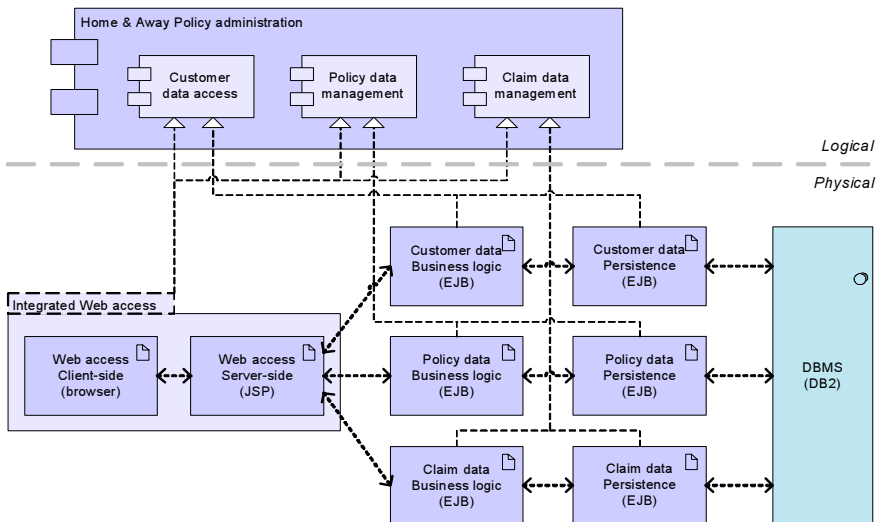 Home & Away Policy administration
Customer
data access
Policy data
management
Claim data
management
Logical
Physical
Customer data
Business logic
(EJB)
Customer data
Persistence
(EJB)
Integrated Web access
Web access
Client-side
(browser)
Web access
Server-side
(JSP)
Policy data
Business logic
(EJB)
Policy data
Persistence
(EJB)
DBMS
(DB2)
Claim data
Business logic
(EJB)
Claim data
Persistence
(EJB)